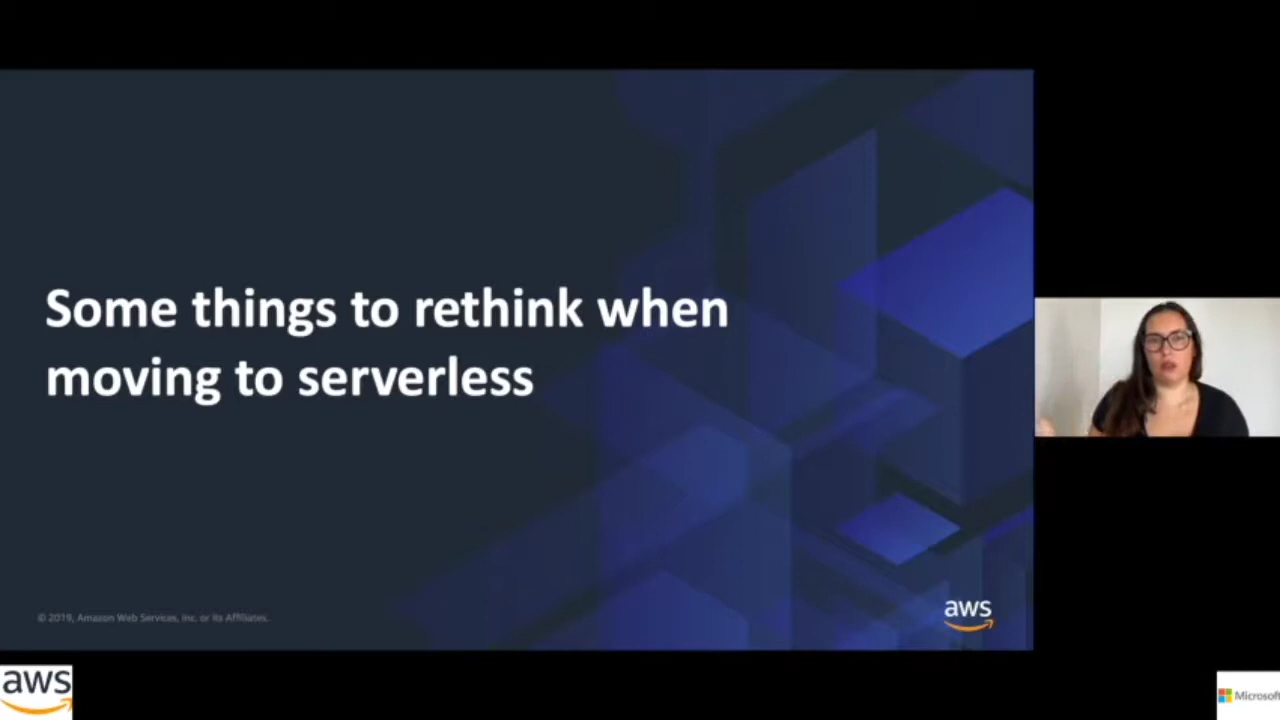 Some things to rethink when
moving to serverless
© 2019, Amazon Web Services, Inc. or its Affiliates.
aws
aws
Microsoft